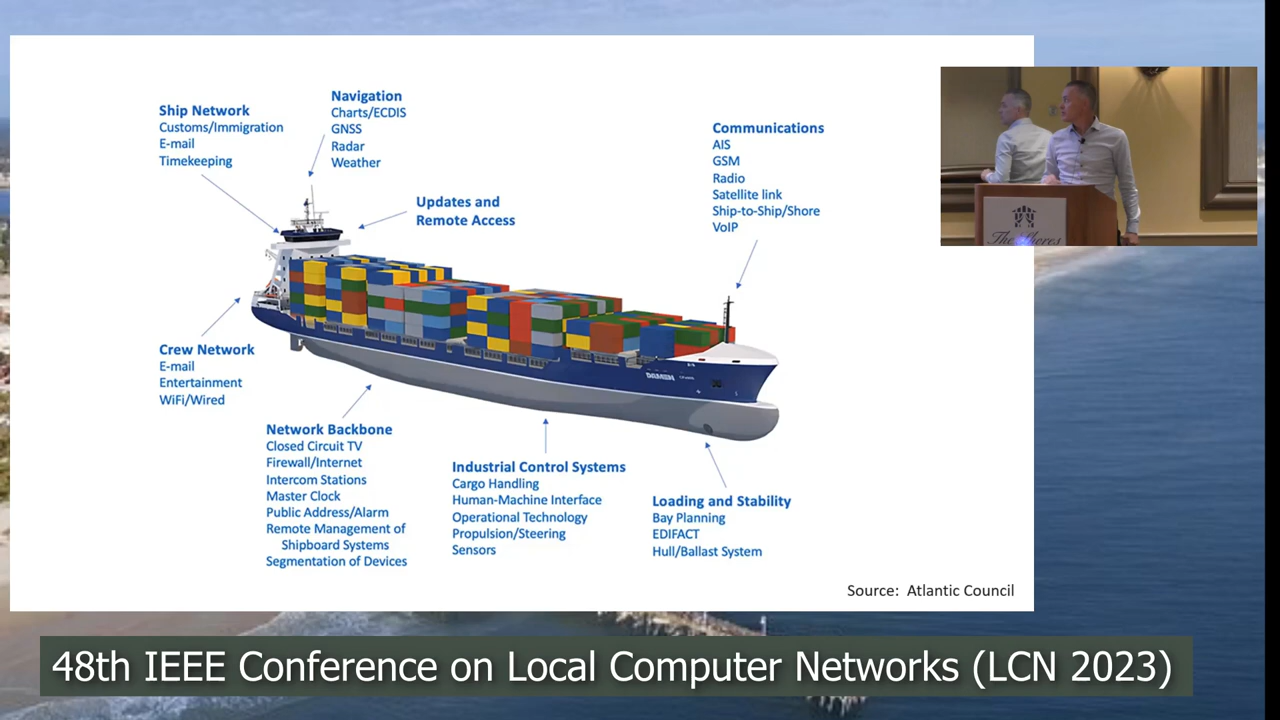 Ship Network
Customs/Immigration
E-mail
Timekeeping
Navigation
Charts/ECDIS
GNSS
Radar
Weather
Updates and
Remote Access
Communications
AIS
GSM
Radio
Satellite link
Ship-to-Ship/Shore
VoIP
Crew Network
E-mail
Entertainment
WiFi/Wired
Network Backbone
Closed Circuit TV
Firewall/Internet
Intercom Stations
Master Clock
Public Address/Alarm
Remote Management of
Shipboard Systems
Segmentation of Devices
Industrial Control Systems
Cargo Handling
Human-Machine Interface
Operational Technology
Propulsion/Steering
Sensors
Loading and Stability
Bay Planning
EDIFACT
Hull/Ballast System
DAMEN
Source: Atlantic Council
The Shores
48th IEEE Conference on Local Computer Networks (LCN 2023)